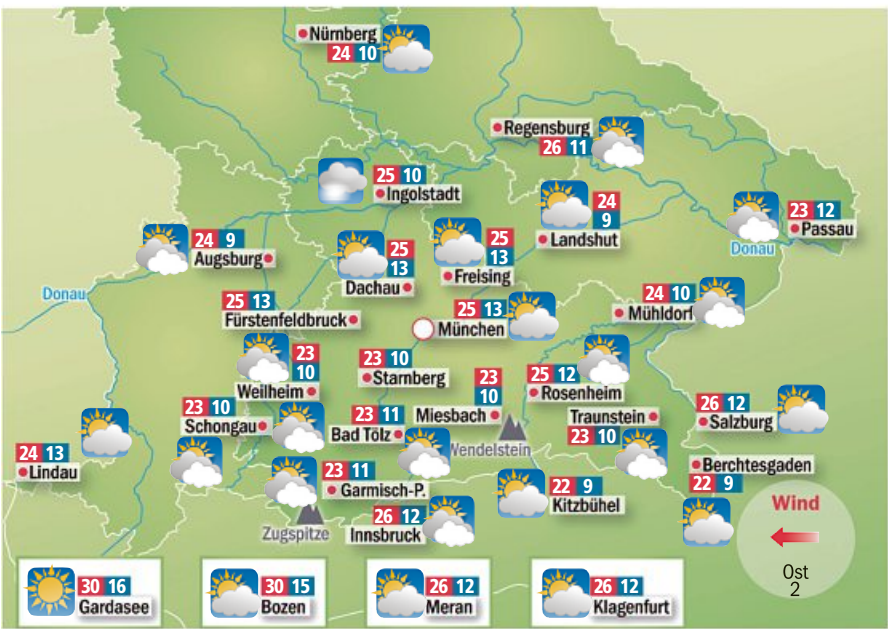 Nürnberg
24 10
Regensburg
26 11
25 10
Ingolstadt
24
9
Landshut
23 12
Passau
Donau
24 9
Augsburg
25
13
Dachau
25
13
Freising
Donau
25 13
Fürstenfeldbruck
25 13
München
24 10
Mühldorf
23
10
Weilheim
23 10
Starnberg
23
10
Miesbach
25 12
Rosenheim
23 10
Schongau
23 11
Bad Tölz
Wendelstein
Traunstein
23 10
26 12
Salzburg
24 13
Lindau
23 11
Garmisch-P.
Zugspitze
26 12
Innsbruck
22 9
Kitzbühel
Berchtesgaden
22 9
Wind
Ost
2
30 16
Gardasee
30 15
Bozen
26 12
Meran
26 12
Klagenfurt